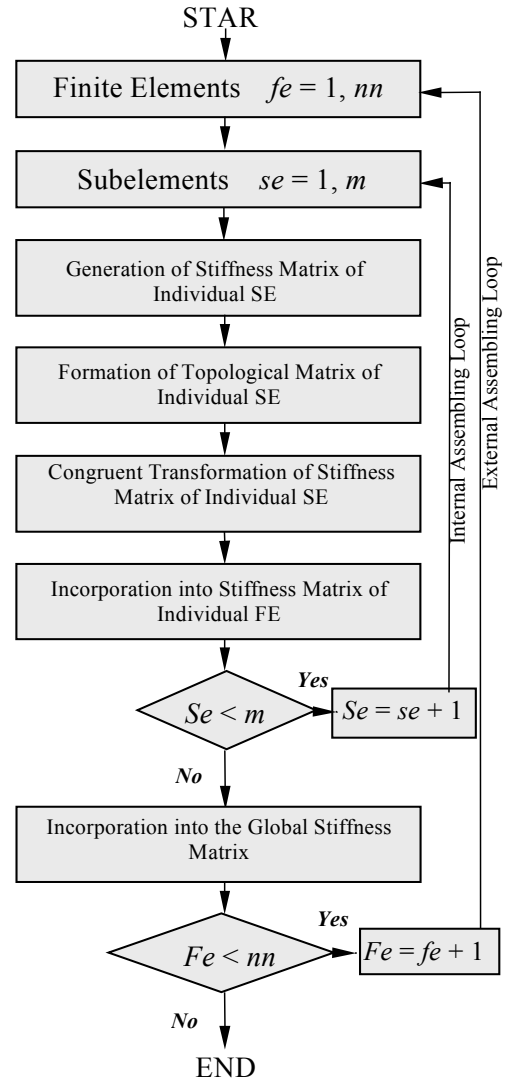 STAR
Finite Elements fe = 1, nn
Subelements se = 1, m
Generation of Stiffness Matrix of
Individual SE
Formation of Topological Matrix of
Individual SE
Congruent Transformation of Stiffness
Matrix of Individual SE
Incorporation into Stiffness Matrix of
Individual FE
Yes
Se < m
Se = se + 1
No
Incorporation into the Global Stiffness
Matrix
Yes
Fe < nn
Fe = fe + 1
No
END
Internal Assembling Loop
External Assembling Loop